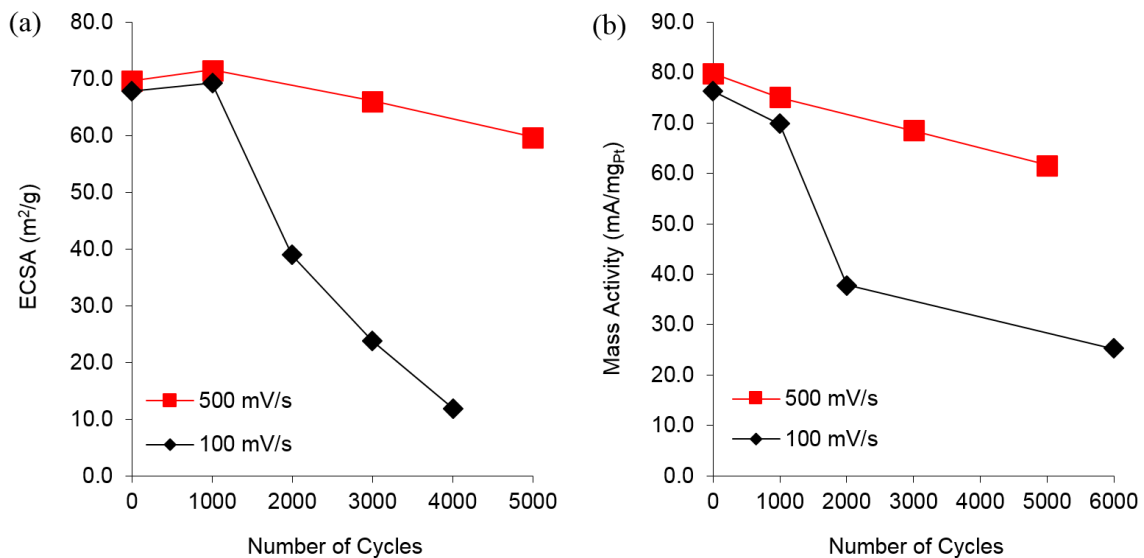 (a)
80.0
70.0
60.0
50.0
40.0
30.0
20.0
10.0
0.0
ECSA (m²/g)
500 mV/s
100 mV/s
0 1000 2000 3000 4000 5000
Number of Cycles
(b)
90.0
80.0
70.0
60.0
50.0
40.0
30.0
20.0
10.0
0.0
Mass Activity (mA/mgPt)
500 mV/s
100 mV/s
0 1000 2000 3000 4000 5000 6000
Number of Cycles